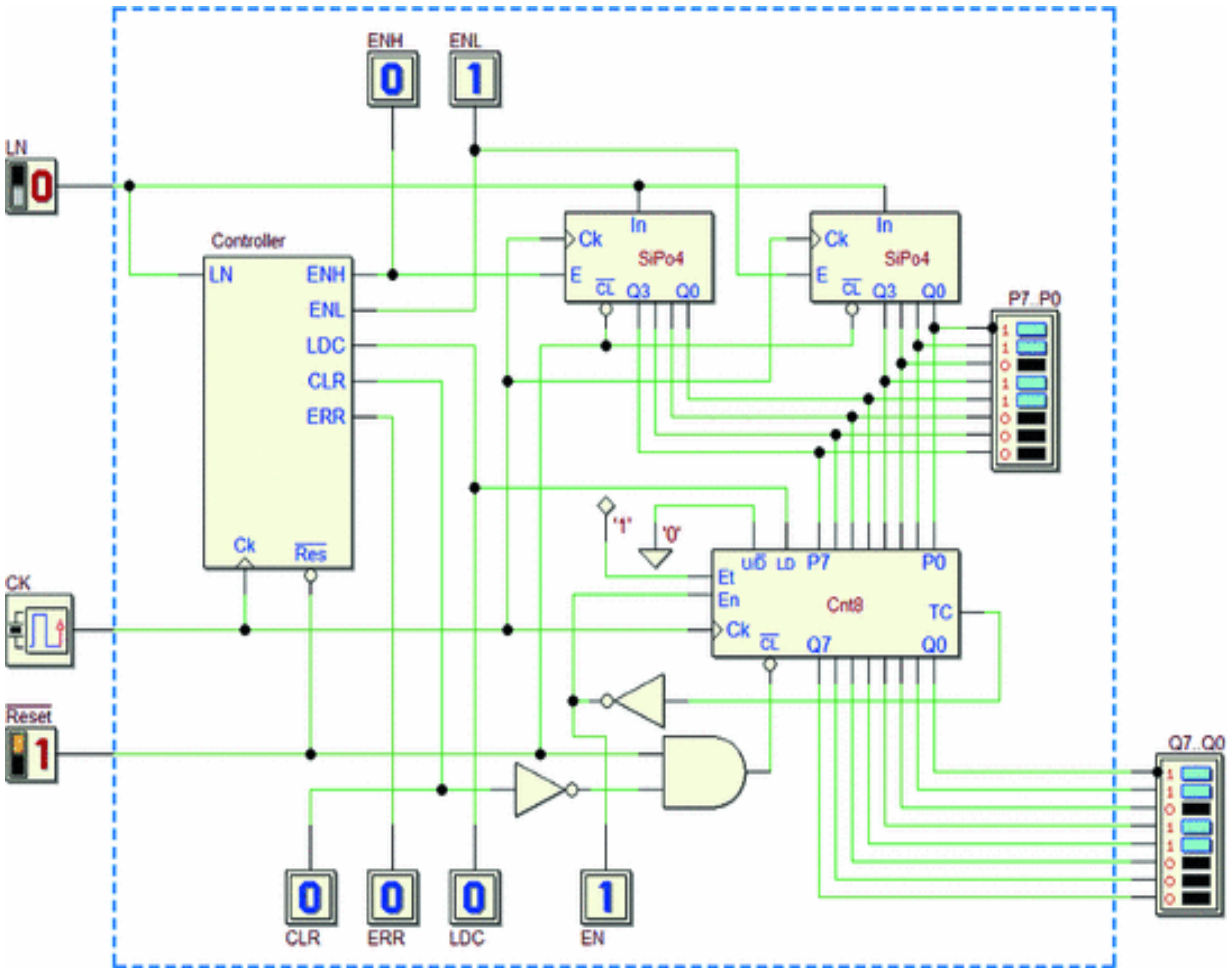 ENH ENL
0 1
LN
0
In In
Controller
Ck SiPo4 Ck SiPo4
LN ENH E E
CL Q3 Q0 CL Q3 Q0
ENL
P7..P0
1
LDC 1
0
CLR 1
1
ERR 0
0
0
'1' '0'
Ck Res U/D LD P7 P0
Et
En Cnt8 TC
CK
Ck CL Q7 Q0
Reset
1
Q7..Q0
1
1
0
1
1
0
0
0
0 0 0 1
CLR ERR LDC EN